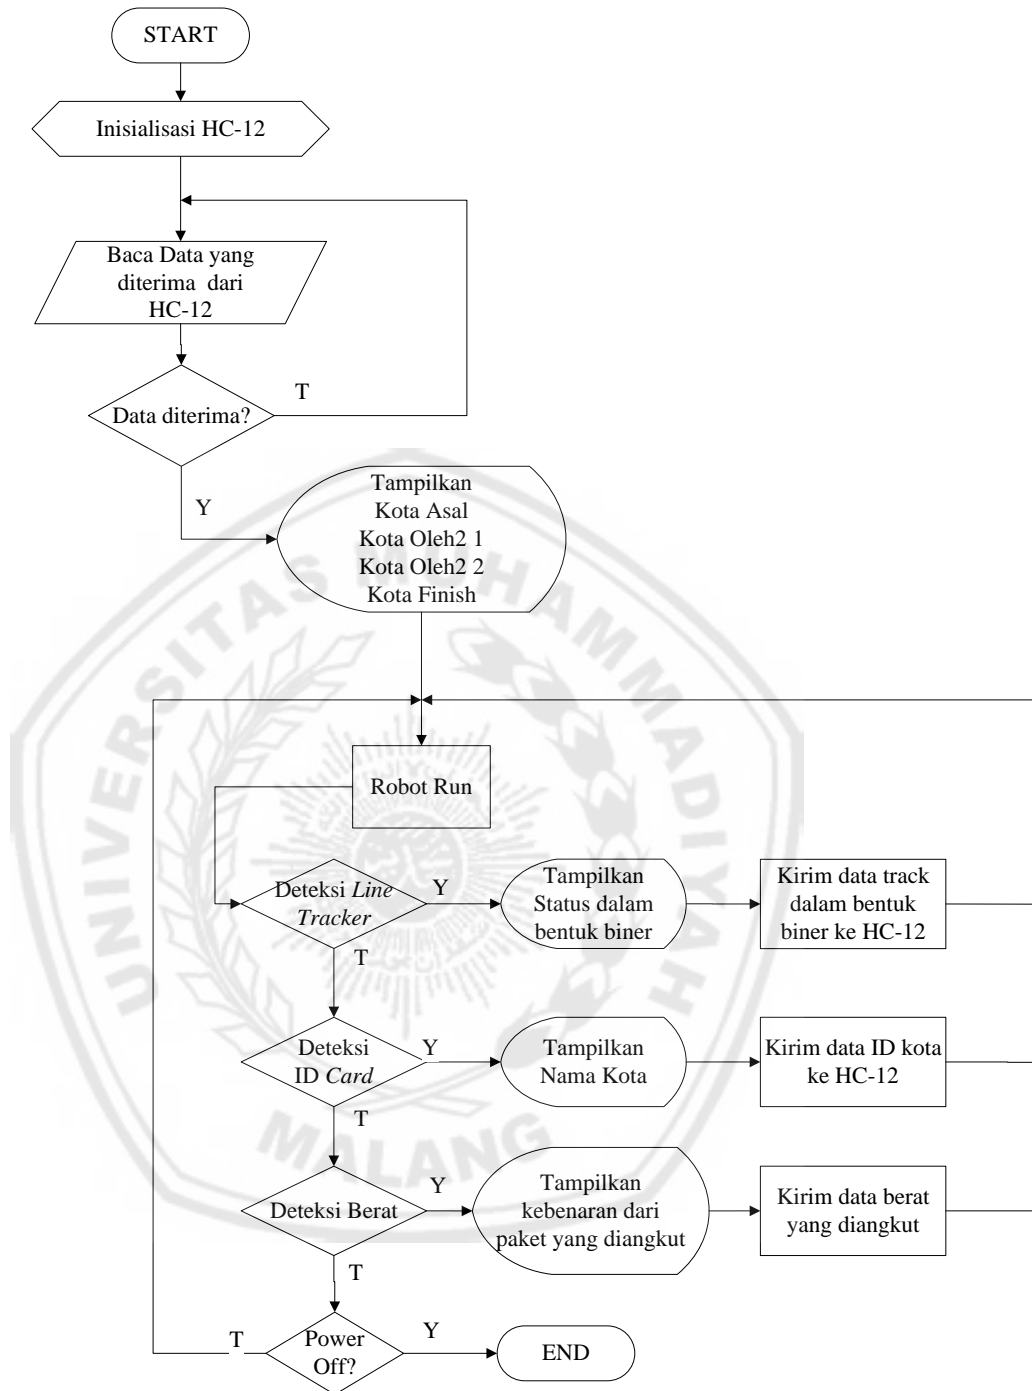 START
Inisialisasi HC-12
Baca Data yang
diterima dari
HC-12
Data diterima?
T
Y
Tampilkan
Kota Asal
Kota Oleh2 1
Kota Oleh2 2
Kota Finish
Robot Run
Deteksi Line
Tracker
Y
Tampilkan
Status dalam
bentuk biner
Kirim data track
dalam bentuk
biner ke HC-12
T
Deteksi
ID Card
Y
Tampilkan
Nama Kota
Kirim data ID kota
ke HC-12
T
Deteksi Berat
Y
Tampilkan
kebenaran dari
paket yang diangkut
Kirim data berat
yang diangkut
T
Power
Off?
T
Y
END
UNIVERSITAS MUHAMMADIYAH
MALANG